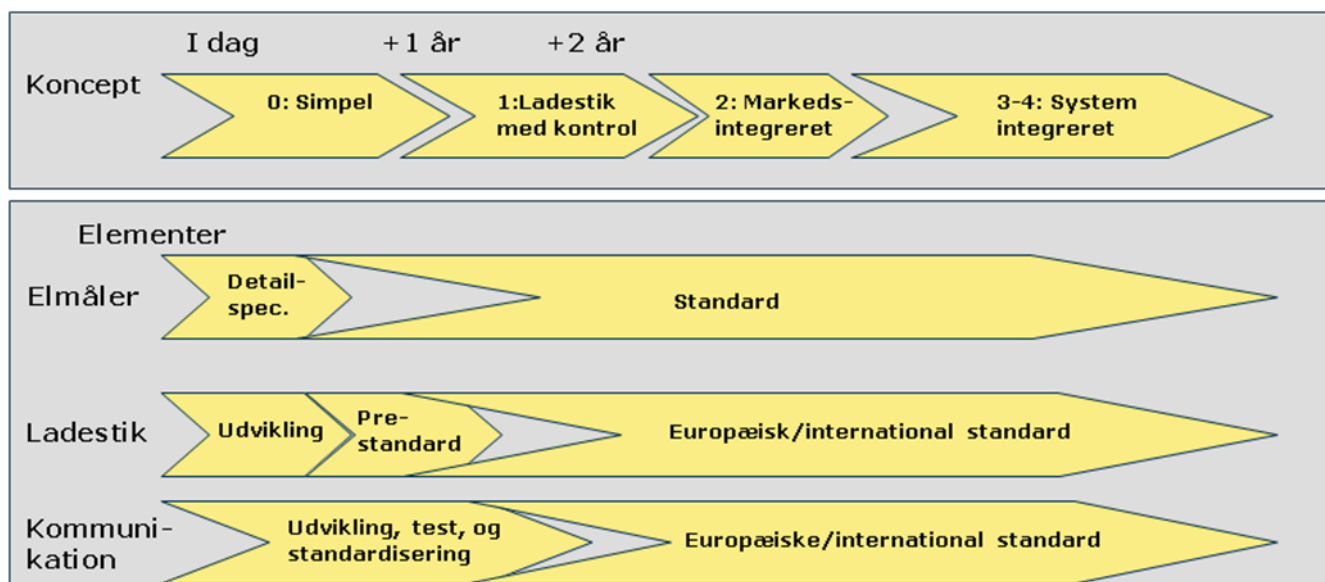 I dag
+1 år
+2 år
Koncept
0: Simpel
1:Ladestik
med kontrol
2: Markeds-
integreret
3-4: System
integreret
Elementer
Elmåler
Detail-
spec.
Standard
Ladestik
Udvikling
Pre-
standard
Europæisk/international standard
Kommuni-
kation
Udvikling, test, og
standardisering
Europæiske/international standard